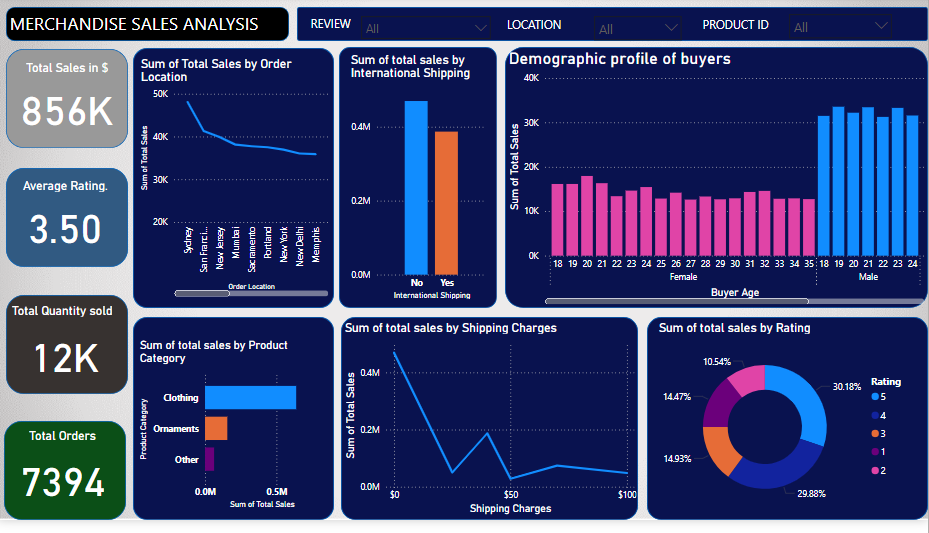 MERCHANDISE SALES ANALYSIS
REVIEW
All
LOCATION
All
PRODUCT ID
All
Total Sales in $
856K
Average Rating.
3.50
Total Quantity sold
12K
Total Orders
7394
Sum of Total Sales by Order
Location
Sum of Total Sales
50K
40K
30K
20K
Sydney
San Franci...
New Jersey
Mumbai
Sacramento
Portland
New York
New Delhi
Memphis
Order Location
Sum of total sales by
International Shipping
Sum of Total Sales
0.4M
0.2M
0.0M
No
Yes
International Shipping
Demographic profile of buyers
Sum of Total Sales
40K
30K
20K
10K
0K
18 19 20 21 22 23 24 25 26 27 28 29 30 31 32 33 34 35 18 19 20 21 22 23 24
Female
Male
Buyer Age
Sum of total sales by Product
Category
Product Category
Clothing
Ornaments
Other
0.0M
0.5M
Sum of Total Sales
Sum of total sales by Shipping Charges
Sum of Total Sales
0.4M
0.2M
0.0M
$0
$50
$100
Shipping Charges
Sum of total sales by Rating
10.54%
30.18%
14.47%
14.93%
29.88%
Rating
5
4
3
1
2